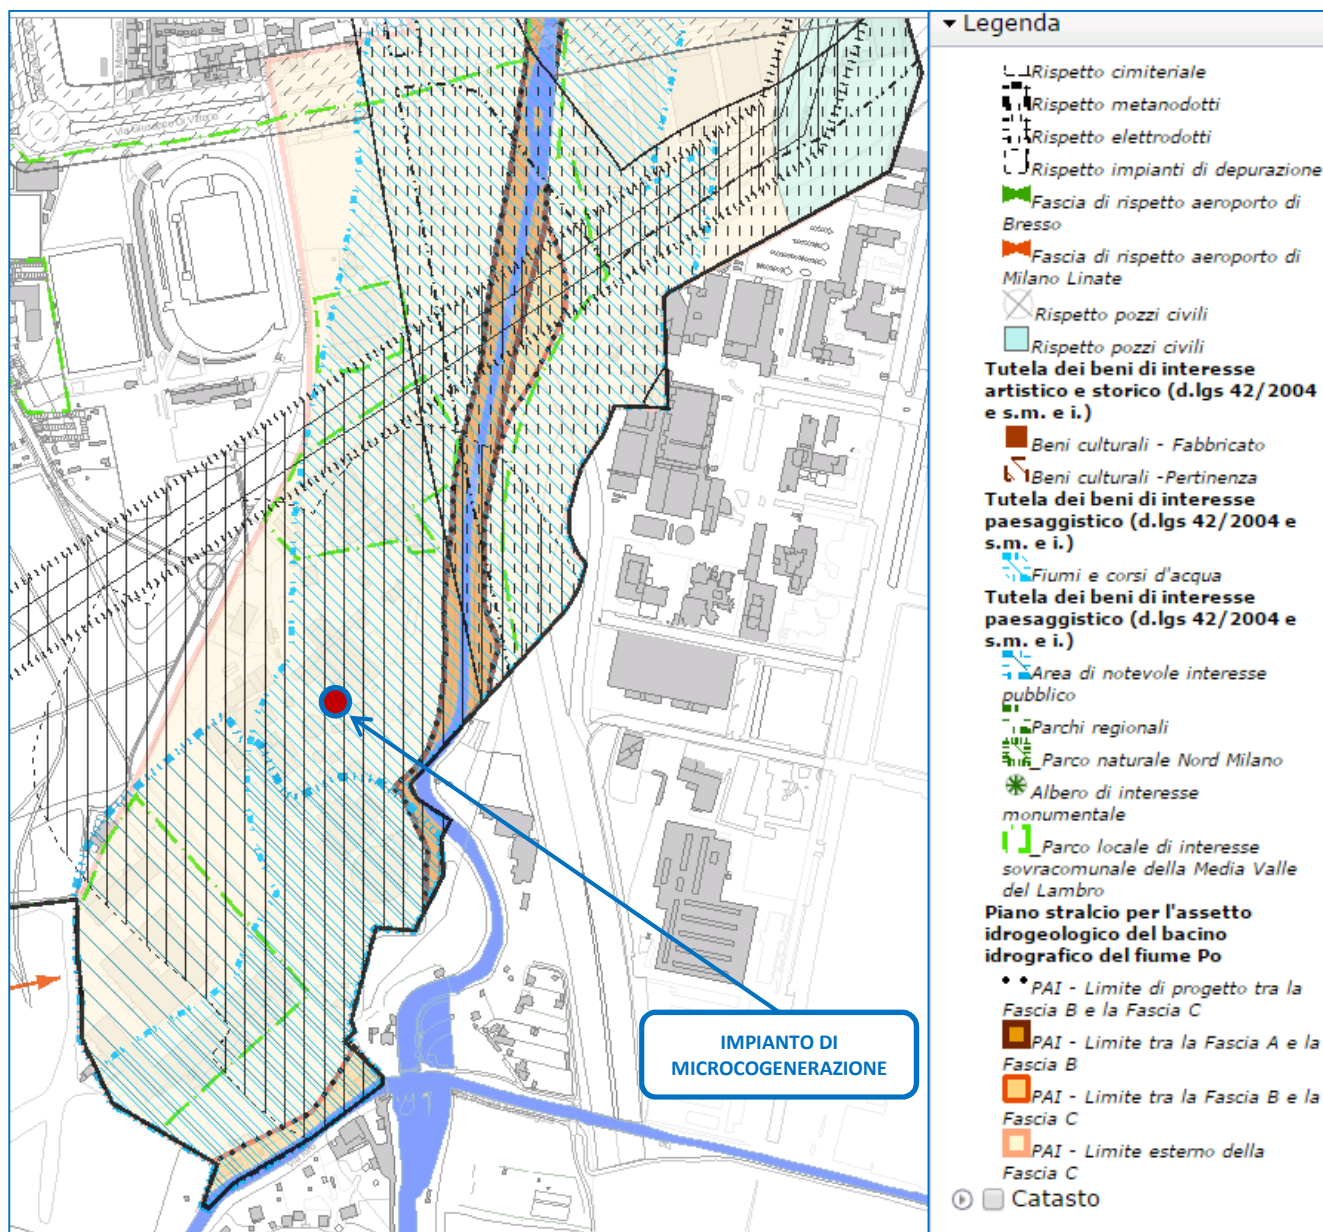 Via Giuseppe Di Vittorio
IMPIANTO DI
MICROCOGENERAZIONE
Legenda
Rispetto cimiteriale
Rispetto metanodotti
Rispetto elettrodotti
Rispetto impianti di depurazione
Fascia di rispetto aeroporto di
Bresso
Fascia di rispetto aeroporto di
Milano Linate
Rispetto pozzi civili
Rispetto pozzi civili
Tutela dei beni di interesse
artistico e storico (d.lgs 42/2004
e s.m. e i.)
Beni culturali - Fabbricato
Beni culturali -Pertinenza
Tutela dei beni di interesse
paesaggistico (d.lgs 42/2004 e
s.m. e i.)
Fiumi e corsi d'acqua
Tutela dei beni di interesse
paesaggistico (d.lgs 42/2004 e
s.m. e i.)
Area di notevole interesse
pubblico
Parchi regionali
_Parco naturale Nord Milano
Albero di interesse
monumentale
_Parco locale di interesse
sovracomunale della Media Valle
del Lambro
Piano stralcio per l'assetto
idrogeologico del bacino
idrografico del fiume Po
PAI - Limite di progetto tra la
Fascia B e la Fascia C
PAI - Limite tra la Fascia A e la
Fascia B
PAI - Limite tra la Fascia B e la
Fascia C
PAI - Limite esterno della
Fascia C
Catasto